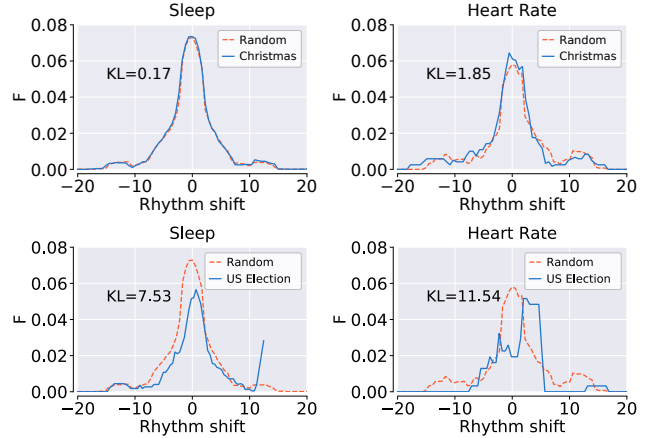 Sleep
0.08
0.06
0.04
0.02
0.00
F
KL=0.17
Random
Christmas
−20 −10 0 10 20
Rhythm shift
Heart Rate
0.08
0.06
0.04
0.02
0.00
F
KL=1.85
Random
Christmas
−20 −10 0 10 20
Rhythm shift
Sleep
0.08
0.06
0.04
0.02
0.00
F
KL=7.53
Random
US Election
−20 −10 0 10 20
Rhythm shift
Heart Rate
0.08
0.06
0.04
0.02
0.00
F
KL=11.54
Random
US Election
−20 −10 0 10 20
Rhythm shift